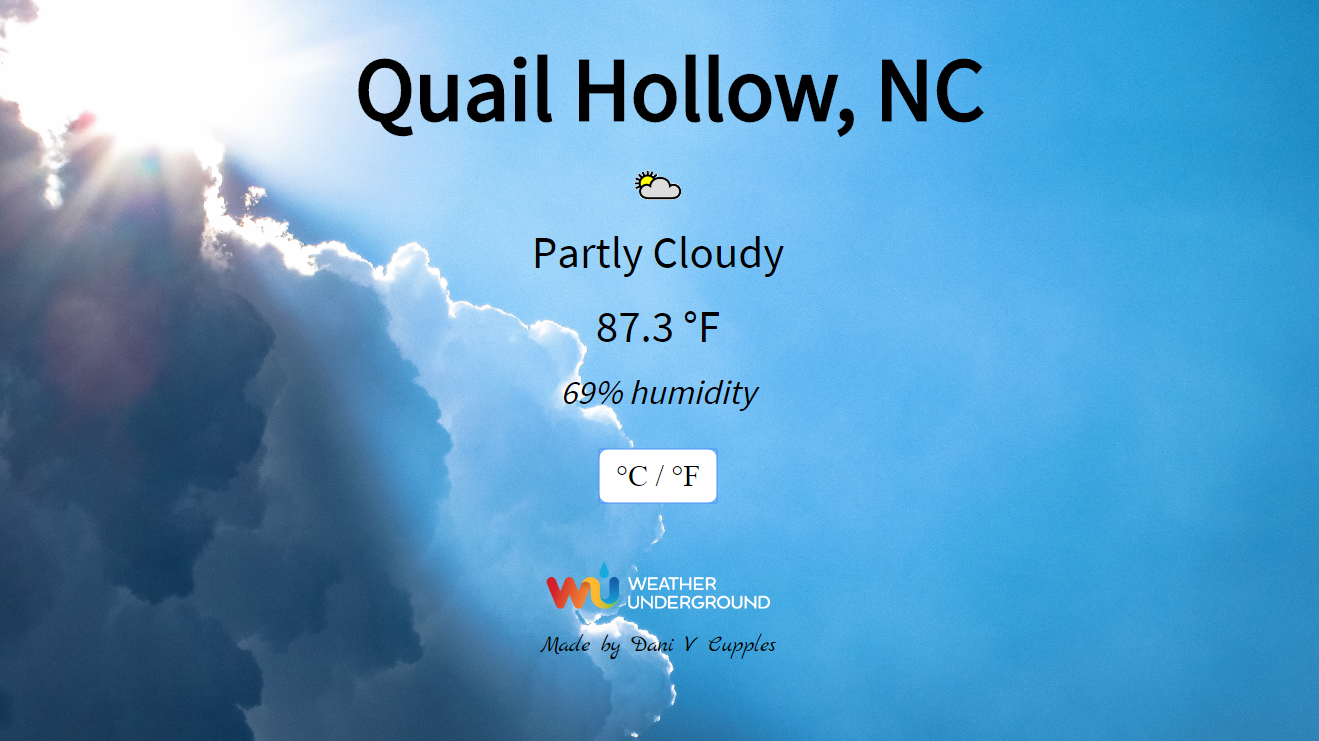 Quail Hollow, NC
Partly Cloudy
87.3 °F
69% humidity
°C / °F
WU WEATHER
UNDERGROUND
Made by Dani V Cupples